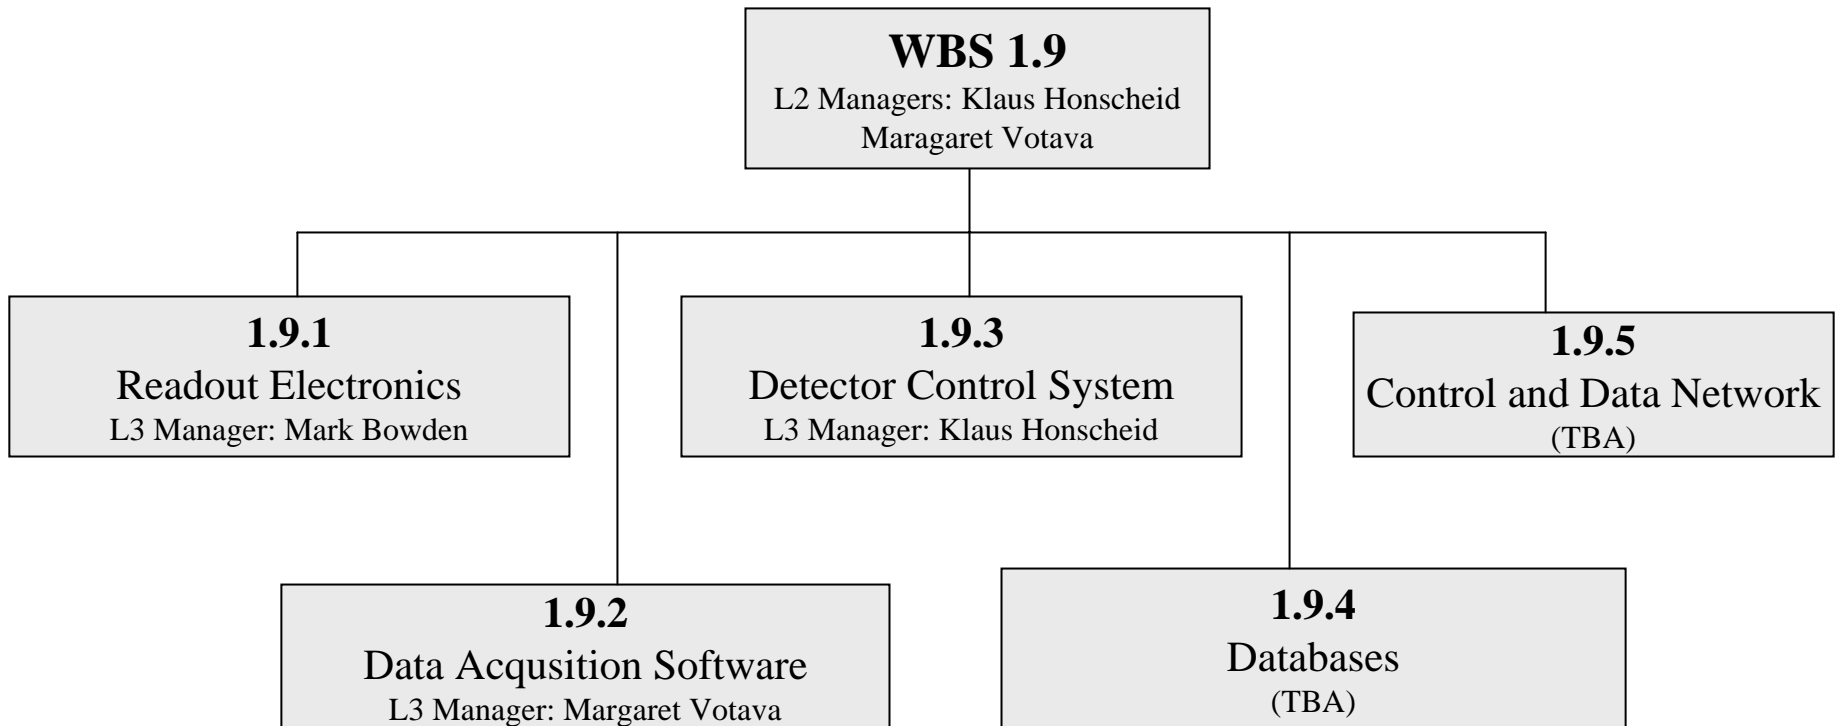 WBS 1.9
L2 Managers: Klaus Honscheid
Maragaret Votava
1.9.1
Readout Electronics
L3 Manager: Mark Bowden
1.9.3
Detector Control System
L3 Manager: Klaus Honscheid
1.9.5
Control and Data Network
(TBA)
1.9.2
Data Acqusition Software
L3 Manager: Margaret Votava
1.9.4
Databases
(TBA)